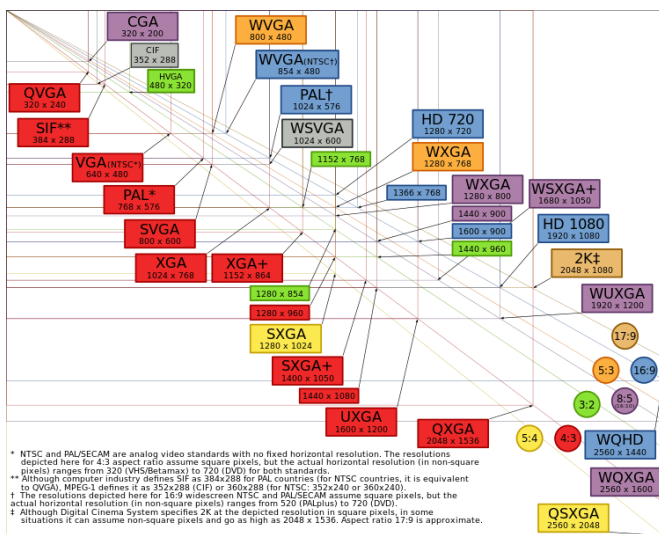 CGA
320 x 200
CIF
352 x 288
HVGA
480 x 320
QVGA
320 x 240
SIF**
384 x 288
VGA(NTSC*)
640 x 480
PAL*
768 x 576
SVGA
800 x 600
XGA
1024 x 768
XGA+
1152 x 864
1280 x 854
1280 x 960
SXGA
1280 x 1024
SXGA+
1400 x 1050
1440 x 1080
UXGA
1600 x 1200
QXGA
2048 x 1536
WVGA
800 x 480
WVGA(NTSC†)
854 x 480
PAL†
1024 x 576
WSVGA
1024 x 600
1152 x 768
HD 720
1280 x 720
WXGA
1280 x 768
1366 x 768
WXGA
1280 x 800
1440 x 900
1600 x 900
1440 x 960
WSXGA+
1680 x 1050
HD 1080
1920 x 1080
2K‡
2048 x 1080
WUXGA
1920 x 1200
17:9
5:3
16:9
3:2
8:5
(16:10)
5:4
4:3
WQHD
2560 x 1440
WQXGA
2560 x 1600
QSXGA
2560 x 2048
* NTSC and PAL/SECAM are analog video standards with no fixed horizontal resolution. The resolutions
depicted here for 4:3 aspect ratio assume square pixels, but the actual horizontal resolution (in non-square
pixels) ranges from 320 (VHS/Betamax) to 720 (DVD) for both standards.
** Although computer industry defines SIF as 384x288 for PAL countries (for NTSC countries, it is equivalent
to QVGA), MPEG-1 defines it as 352x288 (CIF) or 360x288 (for NTSC: 352x240 or 360x240).
† The resolutions depicted here for 16:9 widescreen NTSC and PAL/SECAM assume square pixels, but the
actual horizontal resolution (in non-square pixels) ranges from 520 (PALplus) to 720 (DVD).
‡ Although Digital Cinema System specifies 2K at the depicted resolution in square pixels, in some
situations it can assume non-square pixels and go as high as 2048 x 1536. Aspect ratio 17:9 is approximate.